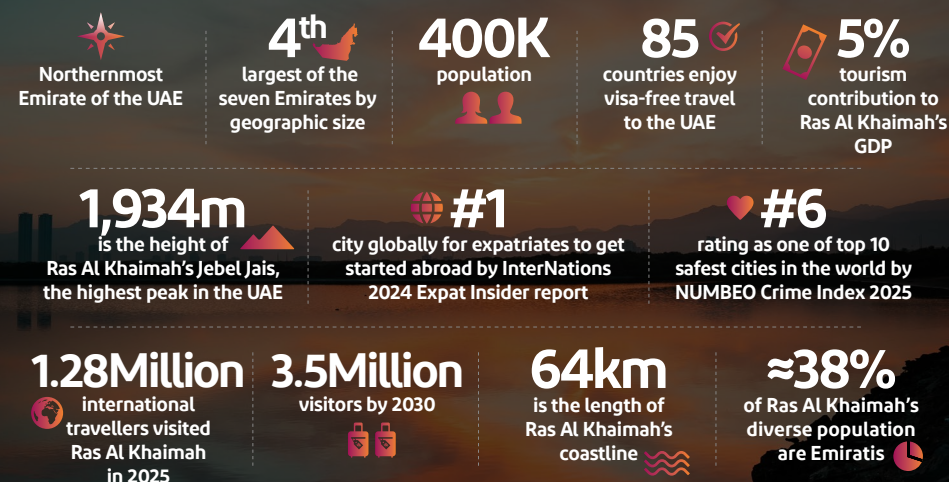 Northernmost
Emirate of the UAE
4th
largest of the
seven Emirates by
geographic size
400K
population
85
countries enjoy
visa-free travel
to the UAE
5%
tourism
contribution to
Ras Al Khaimah's
GDP
1,934m
is the height of
Ras Al Khaimah's Jebel Jais,
the highest peak in the UAE
#1
city globally for expatriates to get
started abroad by InterNations
2024 Expat Insider report
#6
rating as one of top 10
safest cities in the world by
NUMBEO Crime Index 2025
1.28Million
international
travellers visited
Ras Al Khaimah
in 2025
3.5Million
visitors by 2030
64km
is the length of
Ras Al Khaimah's
coastline
≈38%
of Ras Al Khaimah's
diverse population
are Emiratis